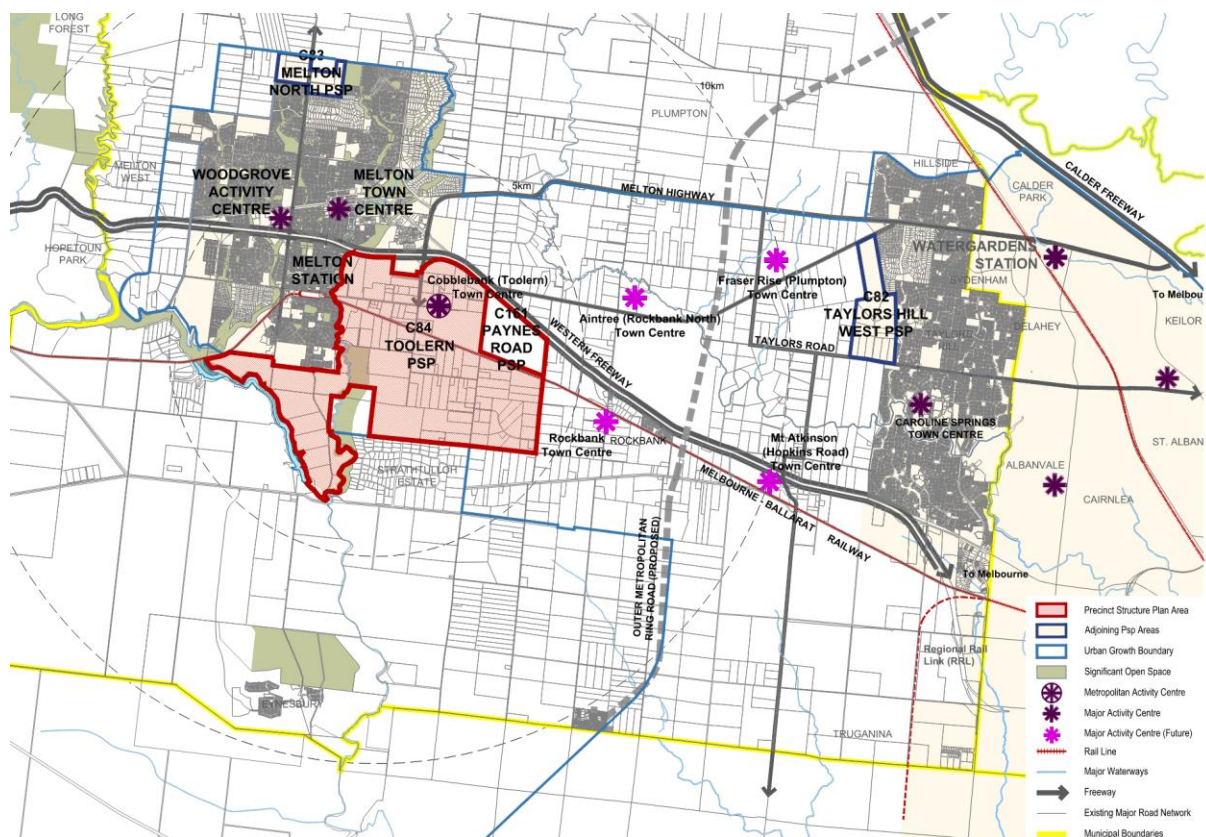 LONG
FOREST
C83
MELTON
NORTH PSP
10km
PLUMPTON
HILLSIDE
CALDER
PARK
CALDER FREEWAY
MELTON
WEST
WOODGROVE
ACTIVITY
CENTRE
MELTON
TOWN
CENTRE
5km
MELTON HIGHWAY
HOPETOUN
PARK
WATERGARDENS
STATION
SYDENHAM
To Melbou
KEILOR
MELTON
STATION
Cobblebank (Toolern)
Town Centre
Fraser Rise (Plumpton)
Town Centre
C82
TAYLORS HILL
WEST PSP
TAYLORS
HILL
DELAHEY
C84
TOOLERN
PSP
C161
PAYNES
ROAD
PSP
Aintree (Rockbank North)
Town Centre
TAYLORS ROAD
WESTERN FREEWAY
CAROLINE SPRINGS
TOWN CENTRE
ST. ALBAN
Rockbank
Town Centre
ROCKBANK
Mt Atkinson
(Hopkins Road)
Town Centre
STRATHTULLOH
ESTATE
ALBANVALE
CAIRNLEA
MELBOURNE - BALLARAT RAILWAY
OUTER METROPOLITAN
RING ROAD (PROPOSED)
To Melbourne
Regional Rail
Link (RRL)
EYNESBURY
TRUGANINA
Precinct Structure Plan Area
Adjoining Psp Areas
Urban Growth Boundary
Significant Open Space
Metropolitan Activity Centre
Major Activity Centre
Major Activity Centre (Future)
Rail Line
Major Waterways
Freeway
Existing Major Road Network
Municipal Boundaries